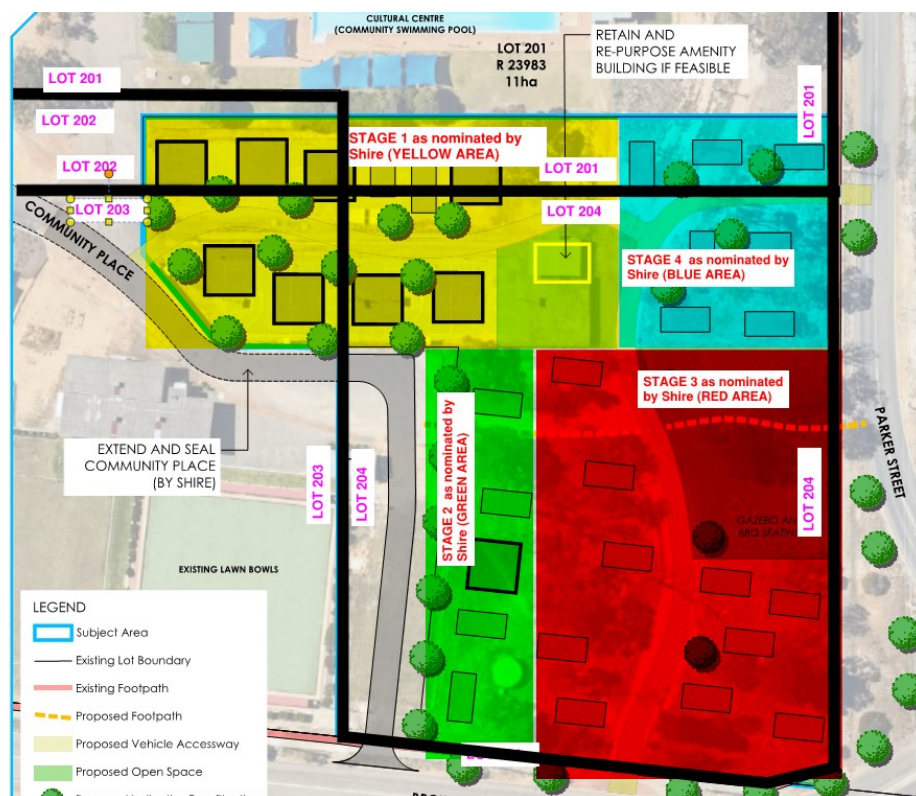 CULTURAL CENTRE
(COMMUNITY SWIMMING POOL)
LOT 201
R 23983
11ha
RETAIN AND
RE-PURPOSE AMENITY
BUILDING IF FEASIBLE
LOT 201
LOT 201
LOT 202
STAGE 1 as nominated by
Shire (YELLOW AREA)
LOT 202
LOT 201
LOT 203
LOT 204
COMMUNITY PLACE
STAGE 4 as nominated by
Shire (BLUE AREA)
STAGE 3 as nominated
by Shire (RED AREA)
PARKER STREET
EXTEND AND SEAL
COMMUNITY PLACE
(BY SHIRE)
STAGE 2 as nominated by
Shire (GREEN AREA)
LOT 203
LOT 204
LOT 204
GAZEBO AN
BBQ SEATIN
EXISTING LAWN BOWLS
LEGEND
Subject Area
Existing Lot Boundary
Existing Footpath
Proposed Footpath
Proposed Vehicle Accessway
Proposed Open Space